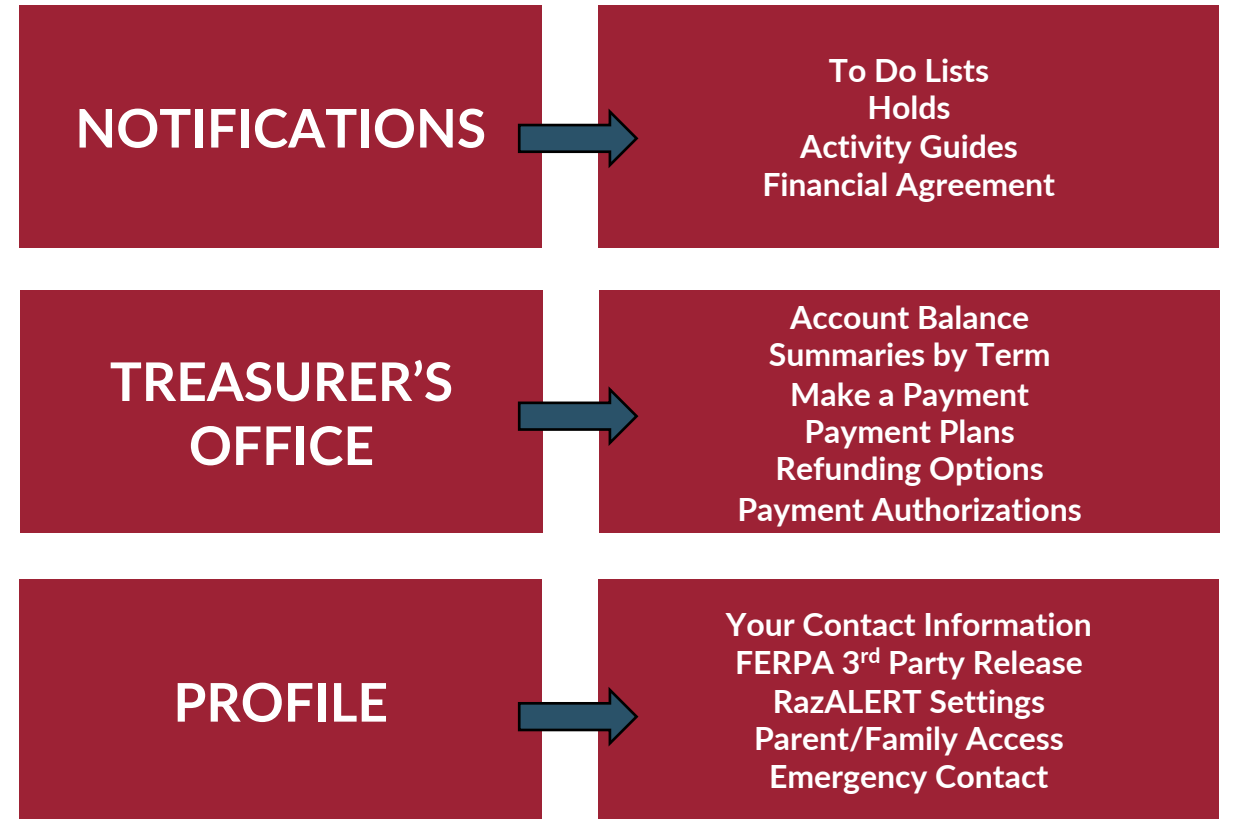 NOTIFICATIONS
To Do Lists
Holds
Activity Guides
Financial Agreement
TREASURER’S
OFFICE
Account Balance
Summaries by Term
Make a Payment
Payment Plans
Refunding Options
Payment Authorizations
PROFILE
Your Contact Information
FERPA 3rd Party Release
RazALERT Settings
Parent/Family Access
Emergency Contact